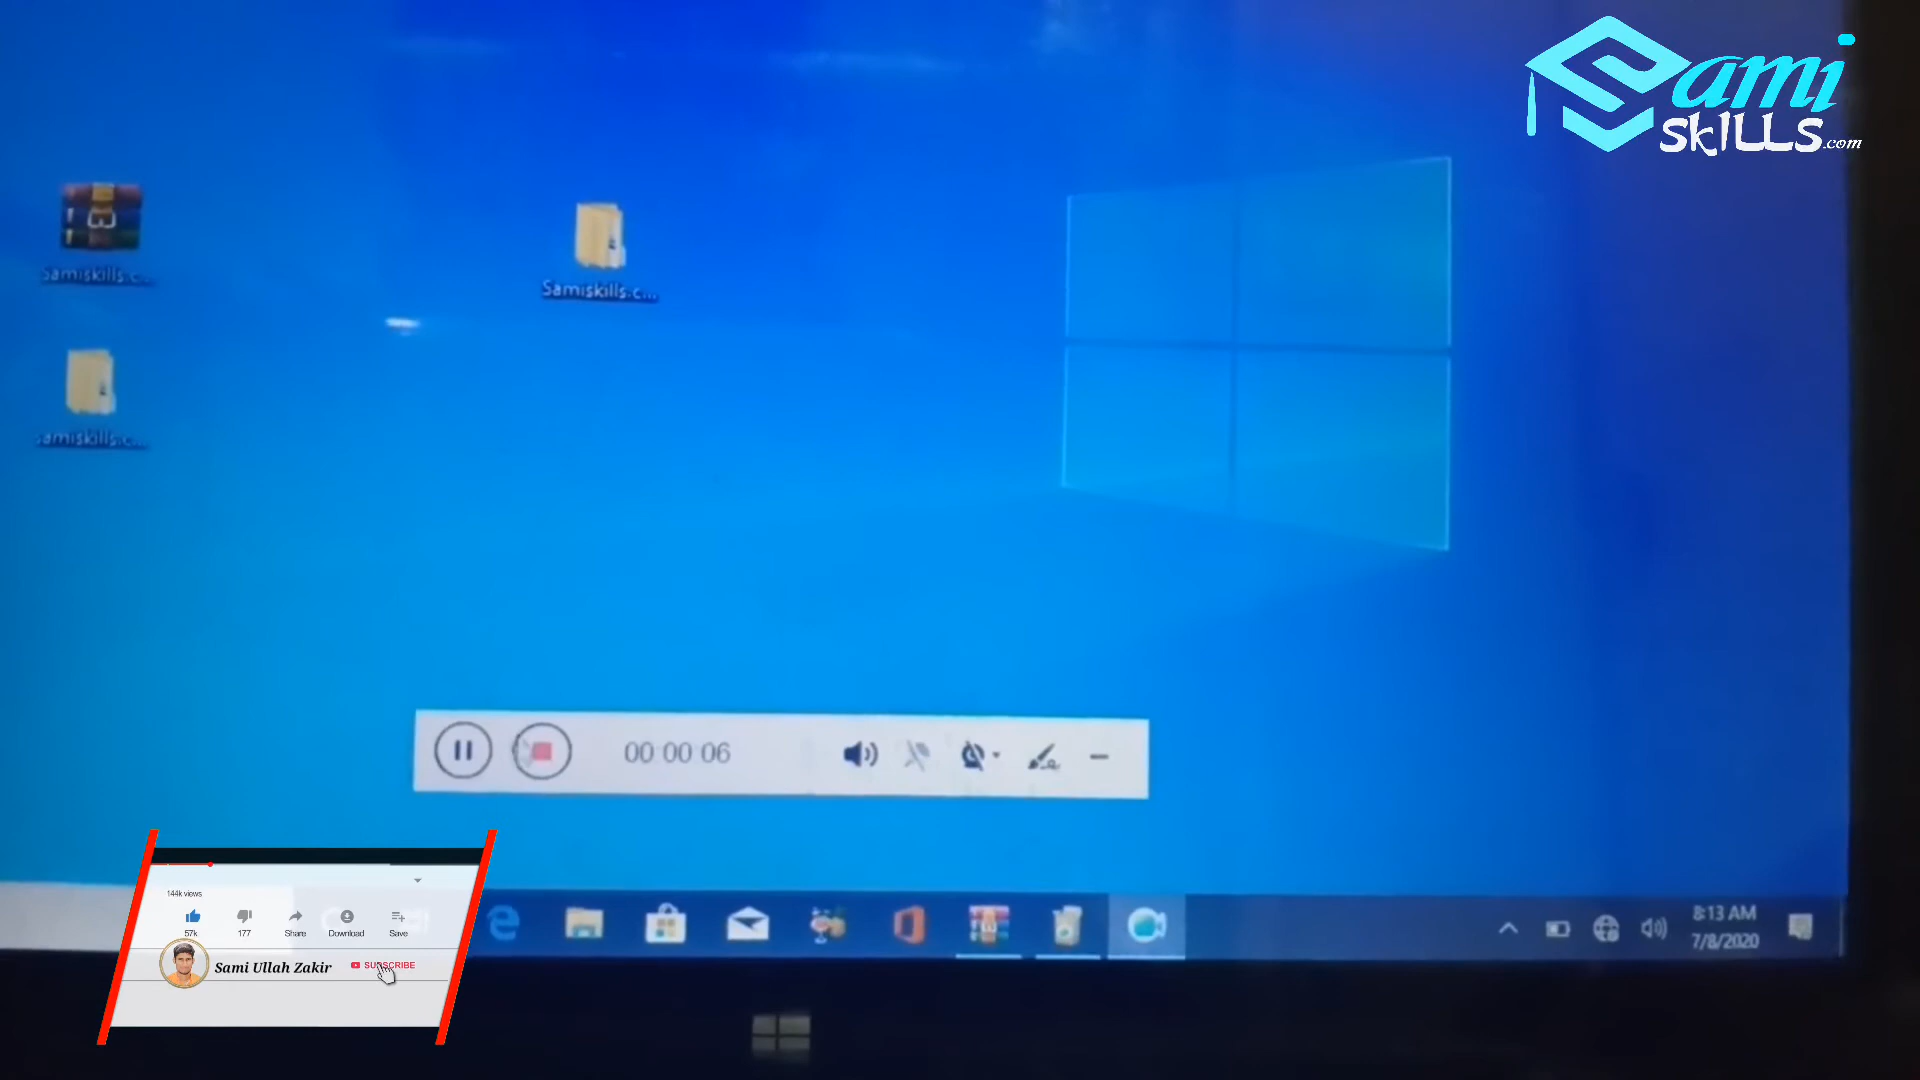 Sami
SkiLLS.com
Samiskills.c...
Samiskills.c...
samiskills.c...
00:00:06
144k views
57k
177
Share
Download
Save
Sami Ullah Zakir
SUBSCRIBE
8:13 AM
7/8/2020